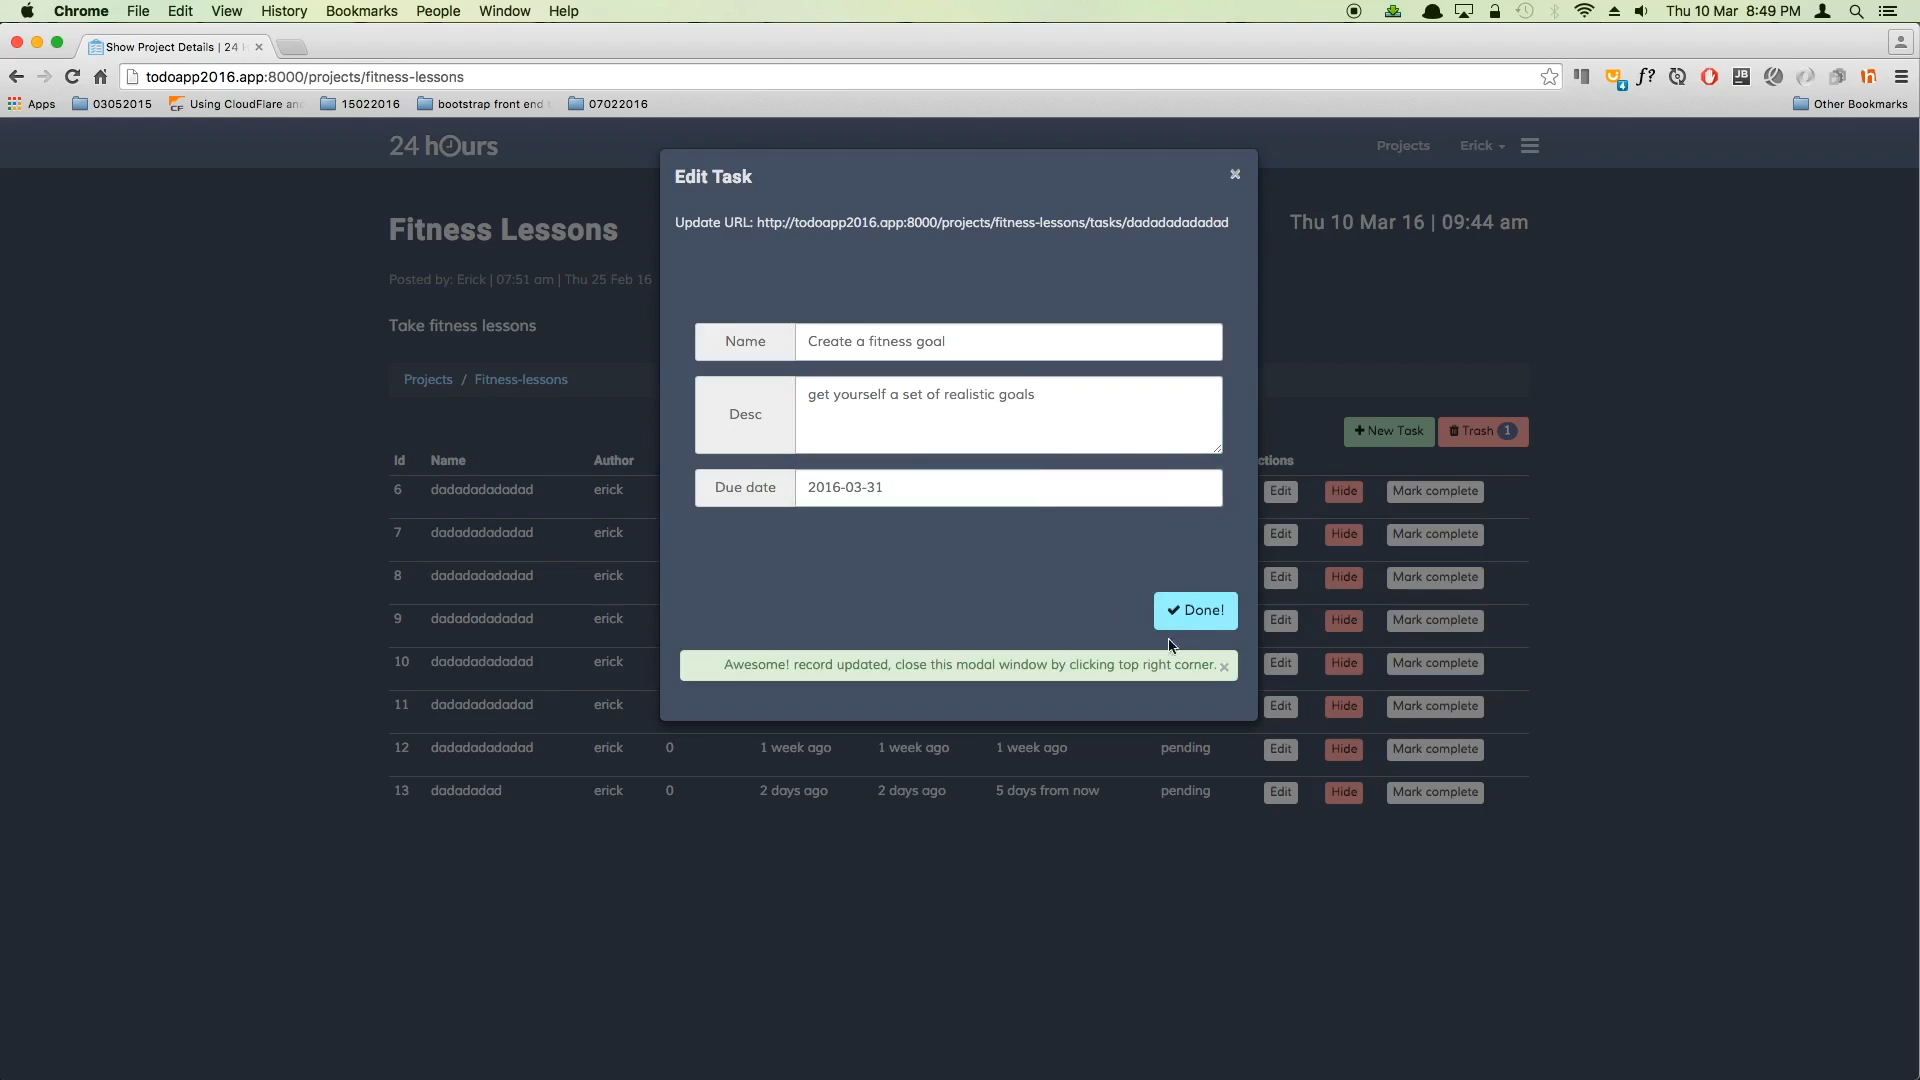 Chrome File Edit View History Bookmarks People Window Help Thu 10 Mar 8:49 PM
Show Project Details | 24
todoapp2016.app:8000/projects/fitness-lessons
4 f? JB
Apps 03052015 CF Using CloudFlare an 15022016 bootstrap front end 07022016 Other Bookmarks
24 hours Projects Erick
Edit Task ×
Update URL: http://todoapp2016.app:8000/projects/fitness-lessons/tasks/dadadadadadad
Fitness Lessons Thu 10 Mar 16 | 09:44 am
Posted by: Erick | 07:51 am | Thu 25 Feb 16
Take fitness lessons
Name Create a fitness goal
Projects / Fitness-lessons
Desc get yourself a set of realistic goals
New Task Trash 1
Id Name Author ctions
Due date 2016-03-31
6 dadadadadadad erick Edit Hide Mark complete
7 dadadadadadad erick Edit Hide Mark complete
8 dadadadadadad erick Edit Hide Mark complete
9 dadadadadadad erick Edit Hide Mark complete
Done!
10 dadadadadadad erick Edit Hide Mark complete
Awesome! record updated, close this modal window by clicking top right corner. ×
11 dadadadadadad erick Edit Hide Mark complete
12 dadadadadadad erick 0 1 week ago 1 week ago 1 week ago pending Edit Hide Mark complete
13 dadadadad erick 0 2 days ago 2 days ago 5 days from now pending Edit Hide Mark complete